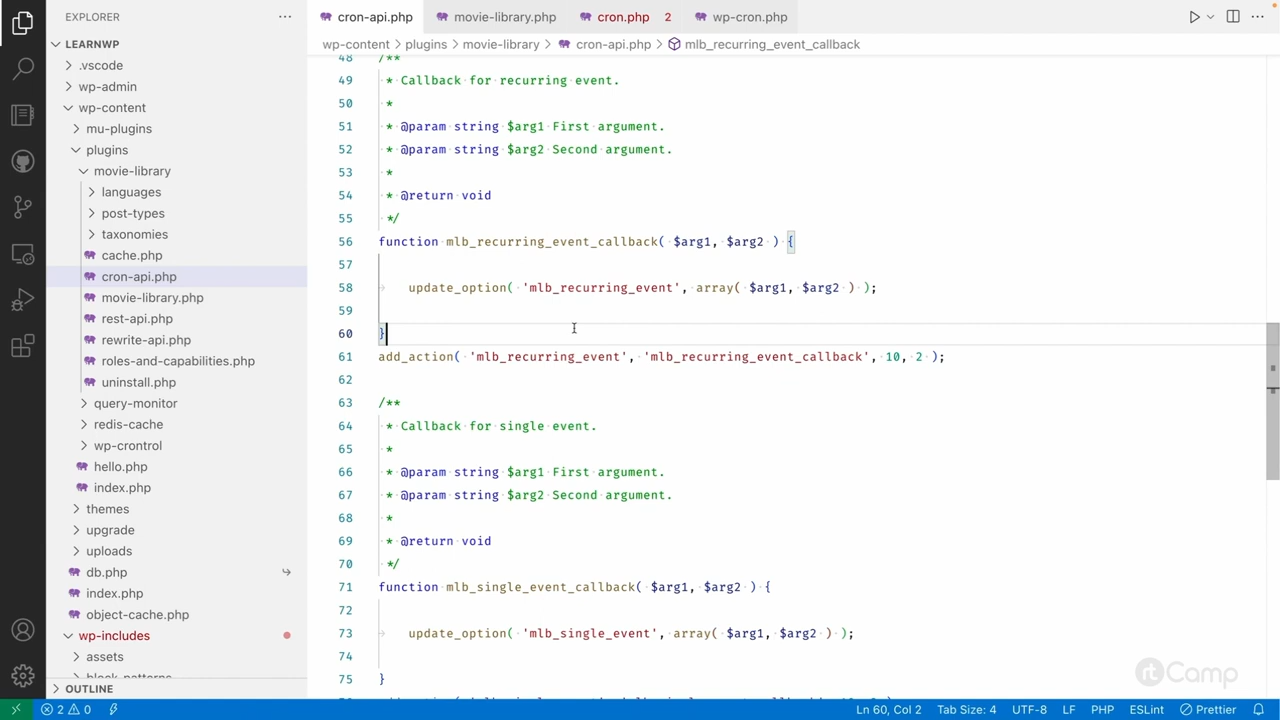 EXPLORER
cron-api.php
movie-library.php
cron.php 2
wp-cron.php
LEARNWP
wp-content > plugins > movie-library > cron-api.php > mlb_recurring_event_callback
.vscode
wp-admin
wp-content
mu-plugins
plugins
movie-library
languages
post-types
taxonomies
cache.php
cron-api.php
movie-library.php
rest-api.php
rewrite-api.php
roles-and-capabilities.php
uninstall.php
query-monitor
redis-cache
wp-crontrol
hello.php
index.php
themes
upgrade
uploads
db.php
index.php
object-cache.php
wp-includes
assets
block-patterns
OUTLINE
48 /**
49 * Callback for recurring event.
50 *
51 * @param string $arg1 First argument.
52 * @param string $arg2 Second argument.
53 *
54 * @return void
55 */
56 function mlb_recurring_event_callback( $arg1, $arg2 ) {
57
58 update_option( 'mlb_recurring_event', array( $arg1, $arg2 ) );
59
60 }
61 add_action( 'mlb_recurring_event', 'mlb_recurring_event_callback', 10, 2 );
62
63 /**
64 * Callback for single event.
65 *
66 * @param string $arg1 First argument.
67 * @param string $arg2 Second argument.
68 *
69 * @return void
70 */
71 function mlb_single_event_callback( $arg1, $arg2 ) {
72
73 update_option( 'mlb_single_event', array( $arg1, $arg2 ) );
74
75 }
rtCamp
2 0
Ln 60, Col 2
Tab Size: 4
UTF-8
LF
PHP
ESLint
Prettier